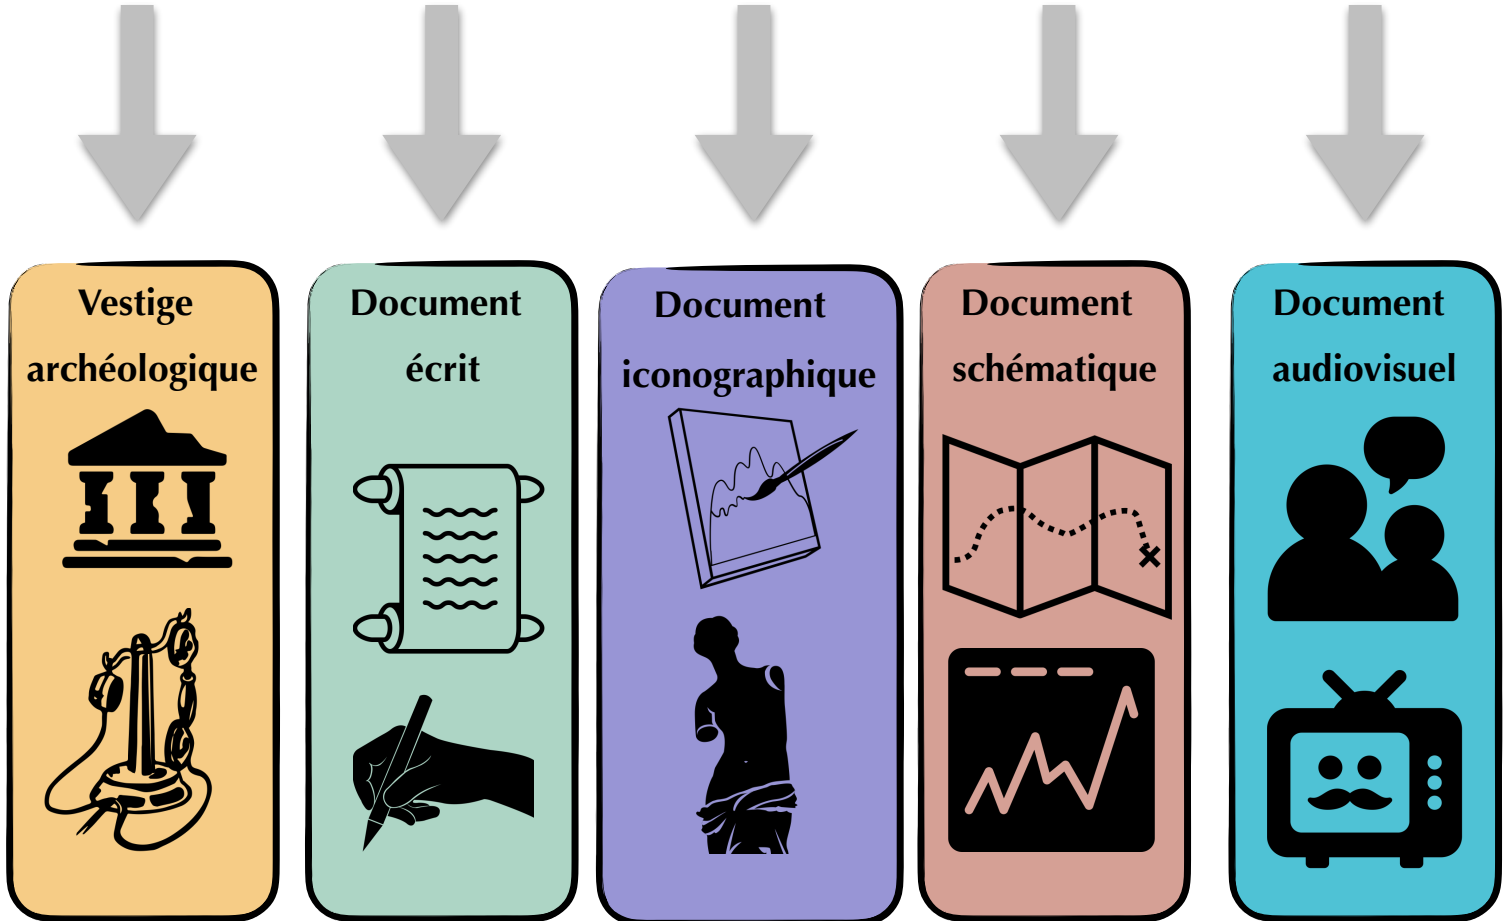 Vestige
archéologique
Document
écrit
Document
iconographique
Document
schématique
Document
audiovisuel